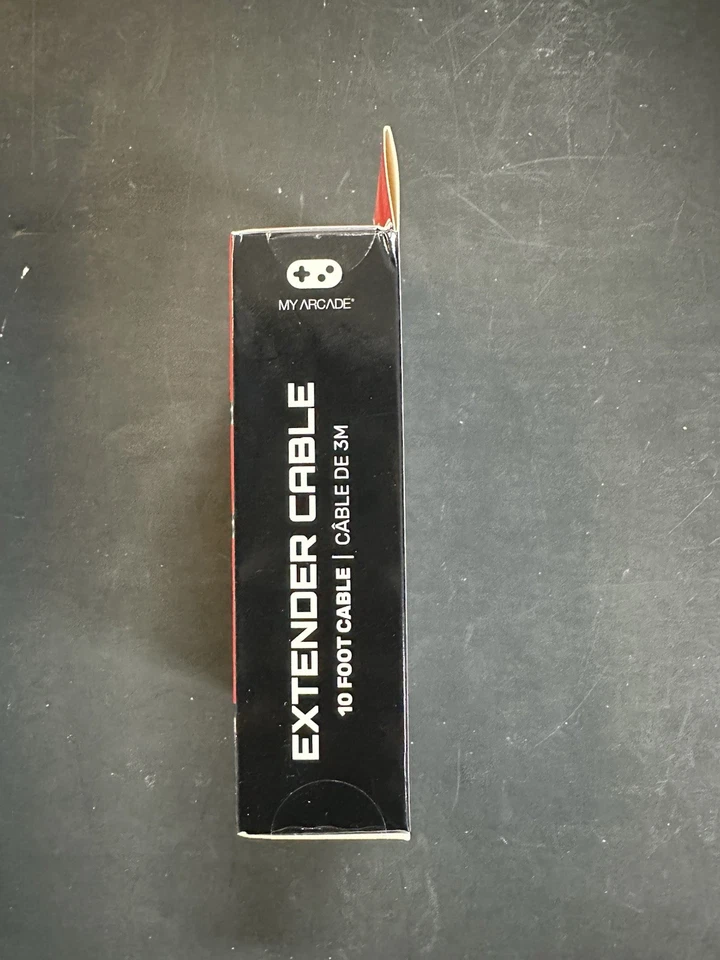 MY ARCADE®
EXTENDER CABLE
10 FOOT CABLE | CÂBLE DE 3M